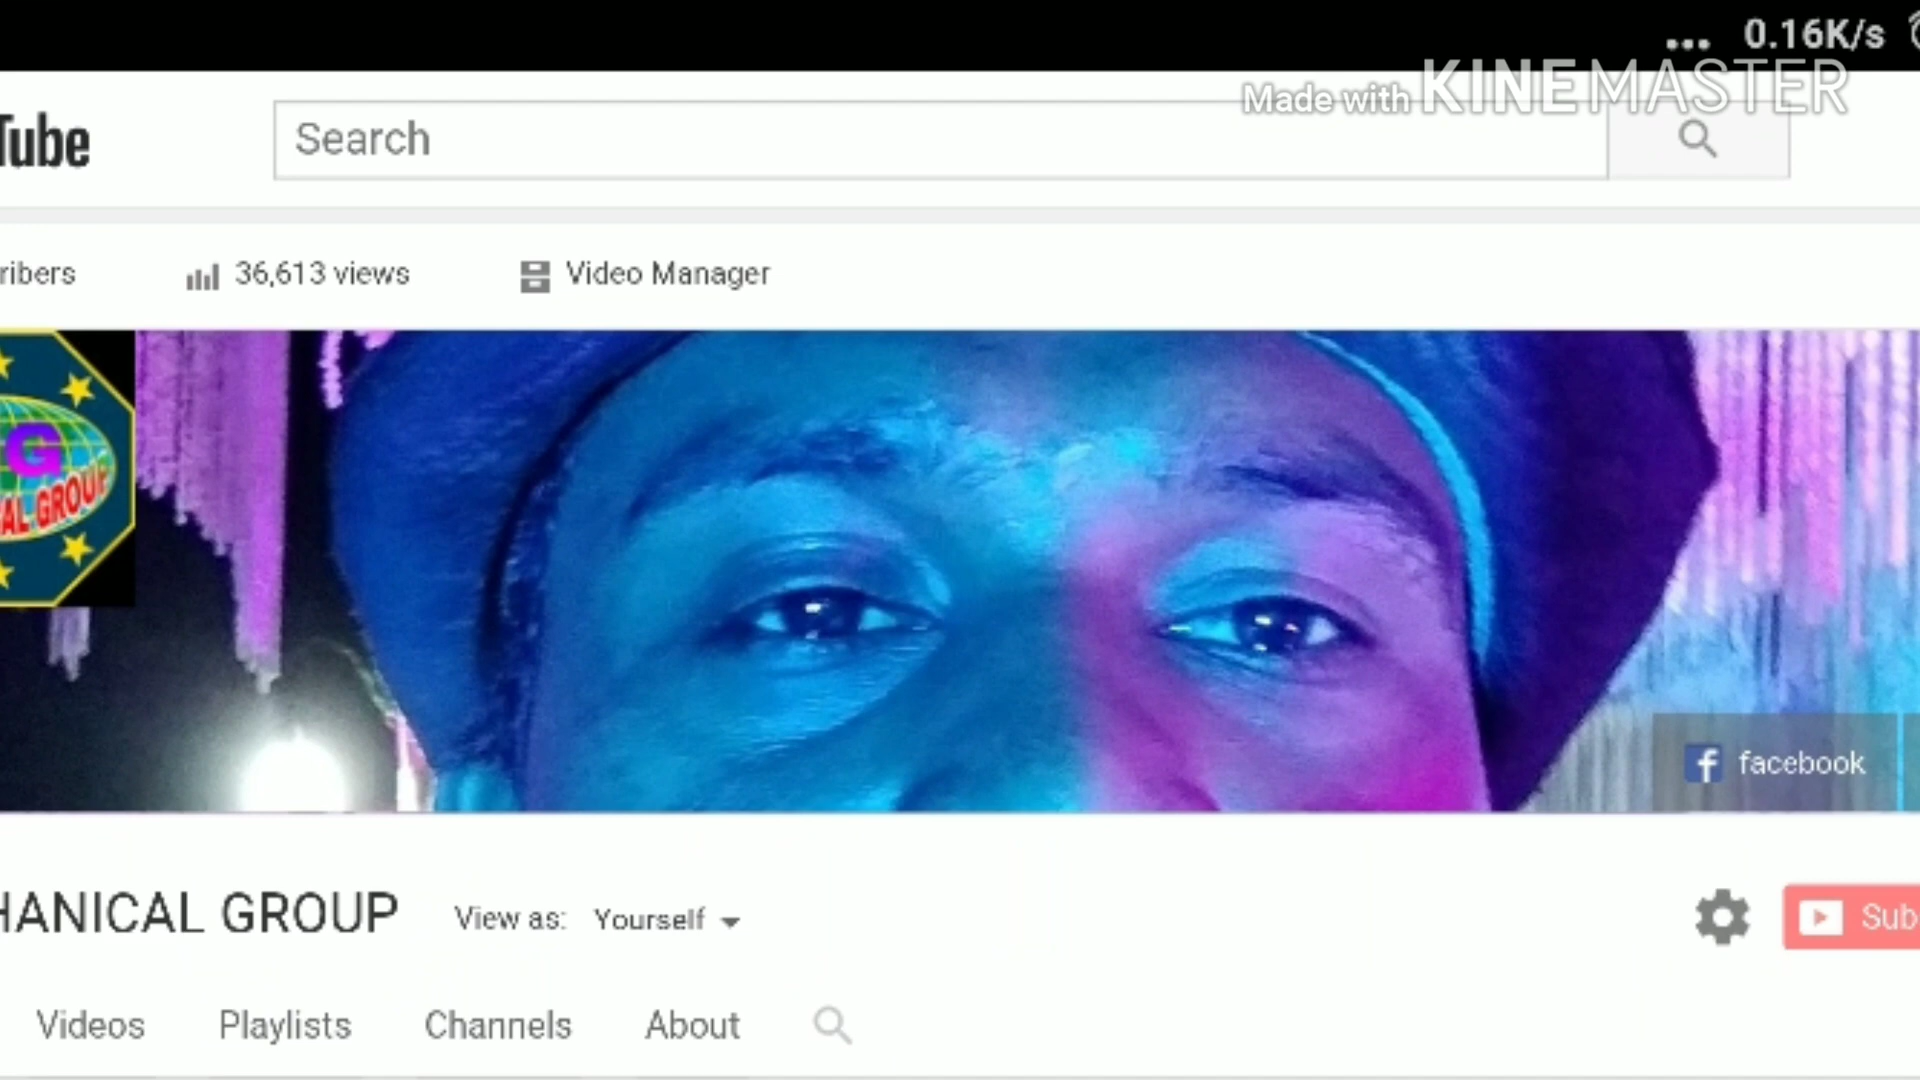 ... 0.16K/s
Made with KINEMASTER
Tube
Search
ribers
36,613 views
Video Manager
G
AL GROUP
f facebook
HANICAL GROUP
View as: Yourself
Sub
Videos
Playlists
Channels
About